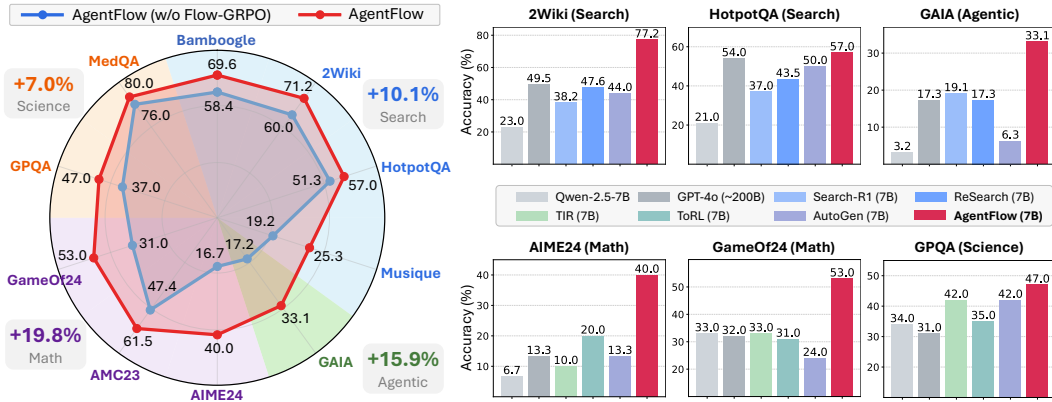 AgentFlow (w/o Flow-GRPO)
AgentFlow
Bamboogle
MedQA
69.6
2Wiki
80.0
71.2
+7.0%
Science
+10.1%
Search
76.0
58.4
60.0
GPQA
HotpotQA
47.0
37.0
51.3
57.0
19.2
53.0
31.0
16.7
17.2
25.3
GameOf24
Musique
47.4
+19.8%
Math
61.5
40.0
33.1
GAIA
+15.9%
Agentic
AMC23
AIME24
2Wiki (Search)
Accuracy (%)
80
60
40
20
23.0
49.5
38.2
47.6
44.0
77.2
HotpotQA (Search)
60
40
20
21.0
54.0
37.0
43.5
50.0
57.0
GAIA (Agentic)
30
20
10
3.2
17.3
19.1
17.3
6.3
33.1
Qwen-2.5-7B
GPT-4o (~200B)
Search-R1 (7B)
ReSearch (7B)
TIR (7B)
ToRL (7B)
AutoGen (7B)
AgentFlow (7B)
AIME24 (Math)
Accuracy (%)
40
30
20
10
6.7
13.3
10.0
20.0
13.3
40.0
GameOf24 (Math)
50
40
30
20
33.0
32.0
33.0
31.0
24.0
53.0
GPQA (Science)
50
40
30
20
34.0
31.0
42.0
35.0
42.0
47.0